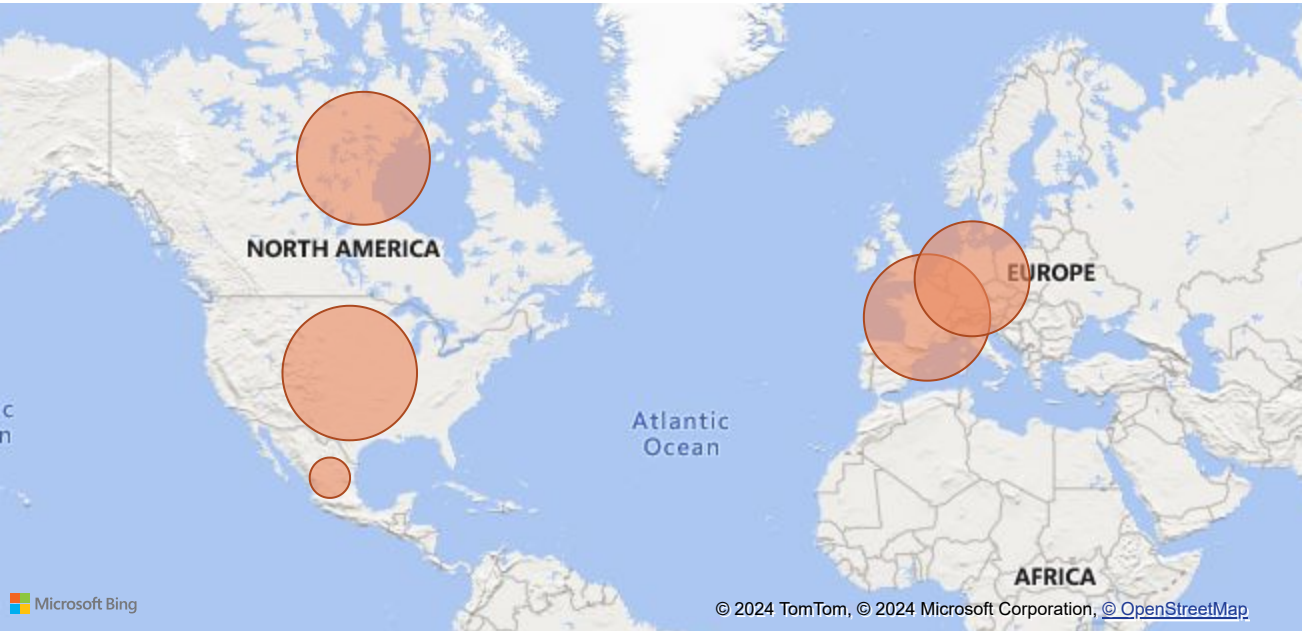 NORTH AMERICA
EUROPE
c
n
Atlantic
Ocean
AFRICA
Microsoft Bing
© 2024 TomTom, © 2024 Microsoft Corporation, © OpenStreetMap